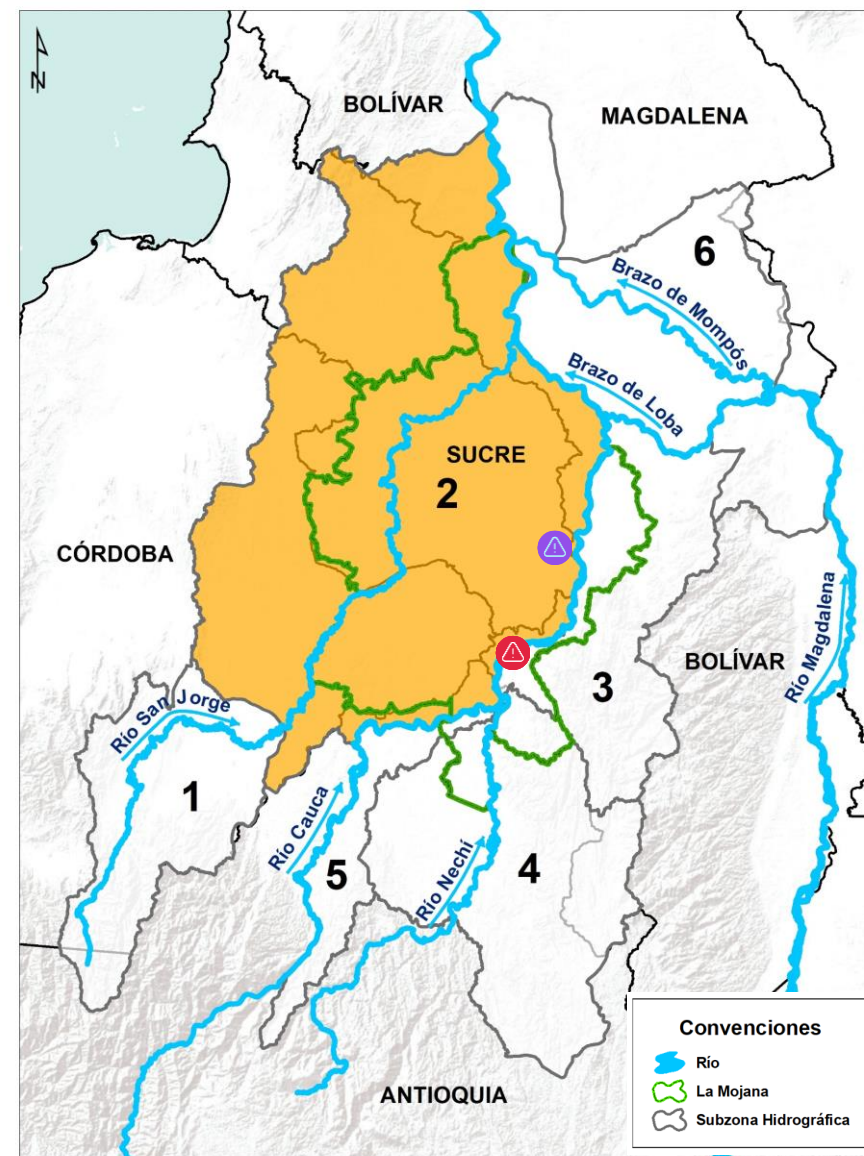 N
BOLÍVAR
MAGDALENA
6
Brazo de Mompós
Brazo de Loba
SUCRE
2
CÓRDOBA
BOLÍVAR
Río Magdalena
3
Río San Jorge
1
Río Cauca
5
Río Nechí
4
ANTIOQUIA
Convenciones
Río
La Mojana
Subzona Hidrográfica